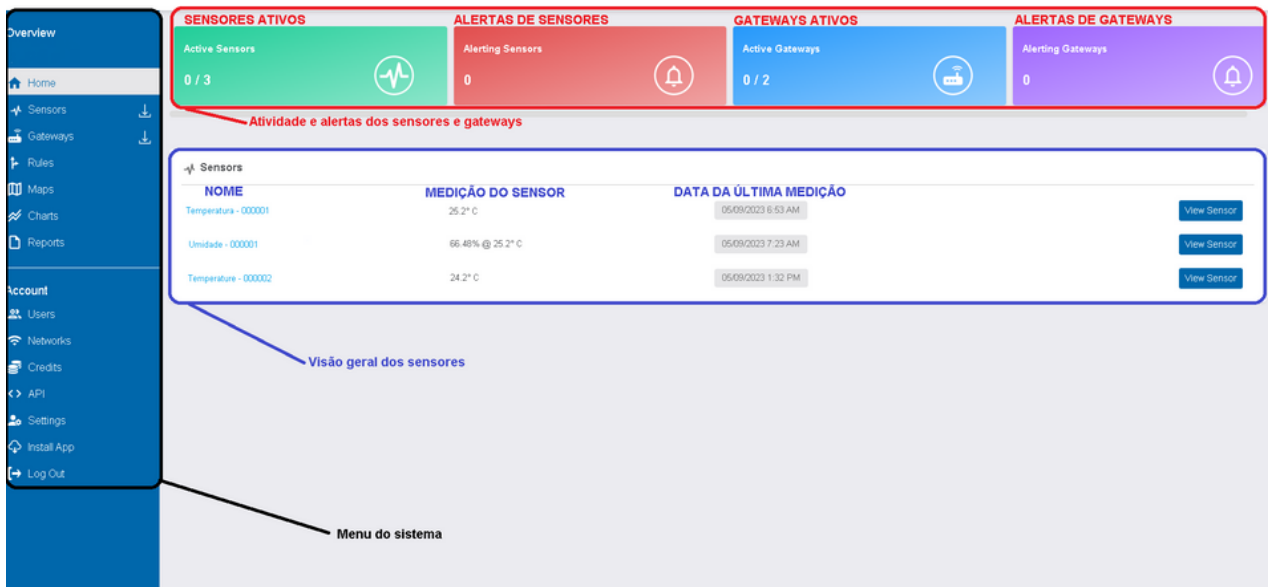 Overview
Home
Sensors
Gateways
Rules
Maps
Charts
Reports
Account
Users
Networks
Credits
API
Settings
Install App
Log Out
SENSORES ATIVOS
Active Sensors
0 / 3
ALERTAS DE SENSORES
Alerting Sensors
0
GATEWAYS ATIVOS
Active Gateways
0 / 2
ALERTAS DE GATEWAYS
Alerting Gateways
0
Atividade e alertas dos sensores e gateways
Sensors
NOME MEDIÇÃO DO SENSOR DATA DA ÚLTIMA MEDIÇÃO
Temperatura - 000001 25.2° C 05/09/2023 6:53 AM View Sensor
Umidade - 000001 66.48% @ 25.2° C 05/09/2023 7:23 AM View Sensor
Temperature - 000002 24.2° C 05/09/2023 1:32 PM View Sensor
Visão geral dos sensores
Menu do sistema